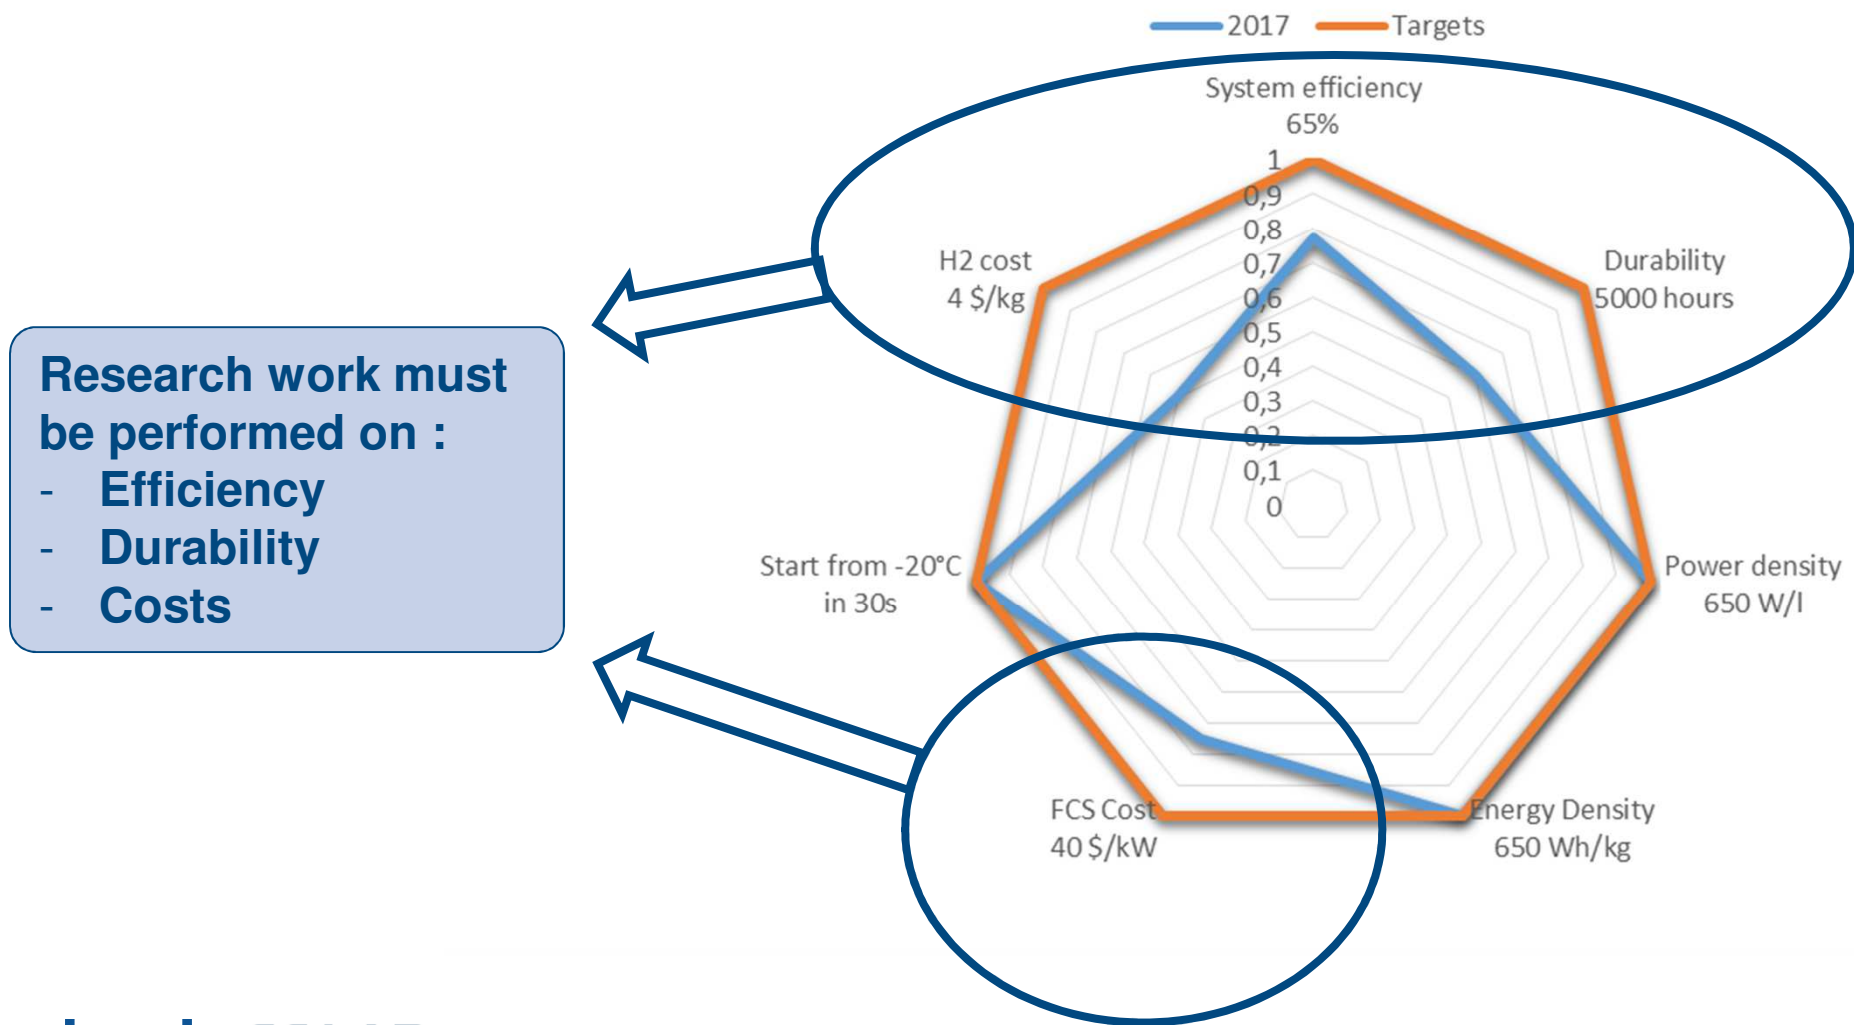 2017 Targets
System efficiency
65%
1
0,9
0,8
0,7
0,6
0,5
0,4
0,3
0,2
0,1
0
H2 cost
4 $/kg
Durability
5000 hours
Research work must
be performed on :
- Efficiency
- Durability
- Costs
Start from -20°C
in 30s
Power density
650 W/l
FCS Cost
40 $/kW
Energy Density
650 Wh/kg